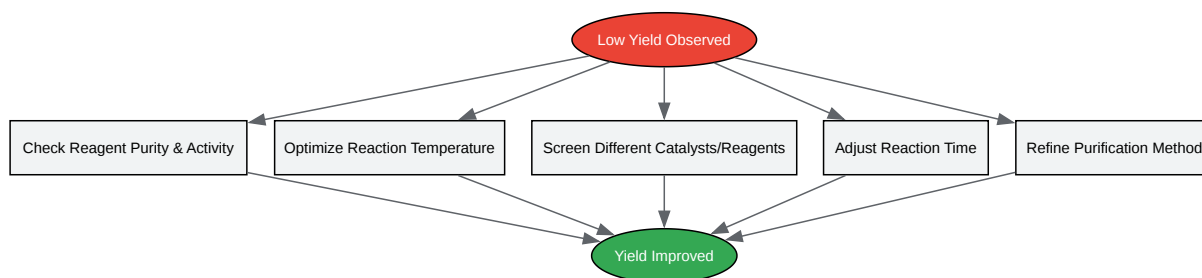 Low Yield Observed
Check Reagent Purity & Activity
Optimize Reaction Temperature
Screen Different Catalysts/Reagents
Adjust Reaction Time
Refine Purification Method
Yield Improved